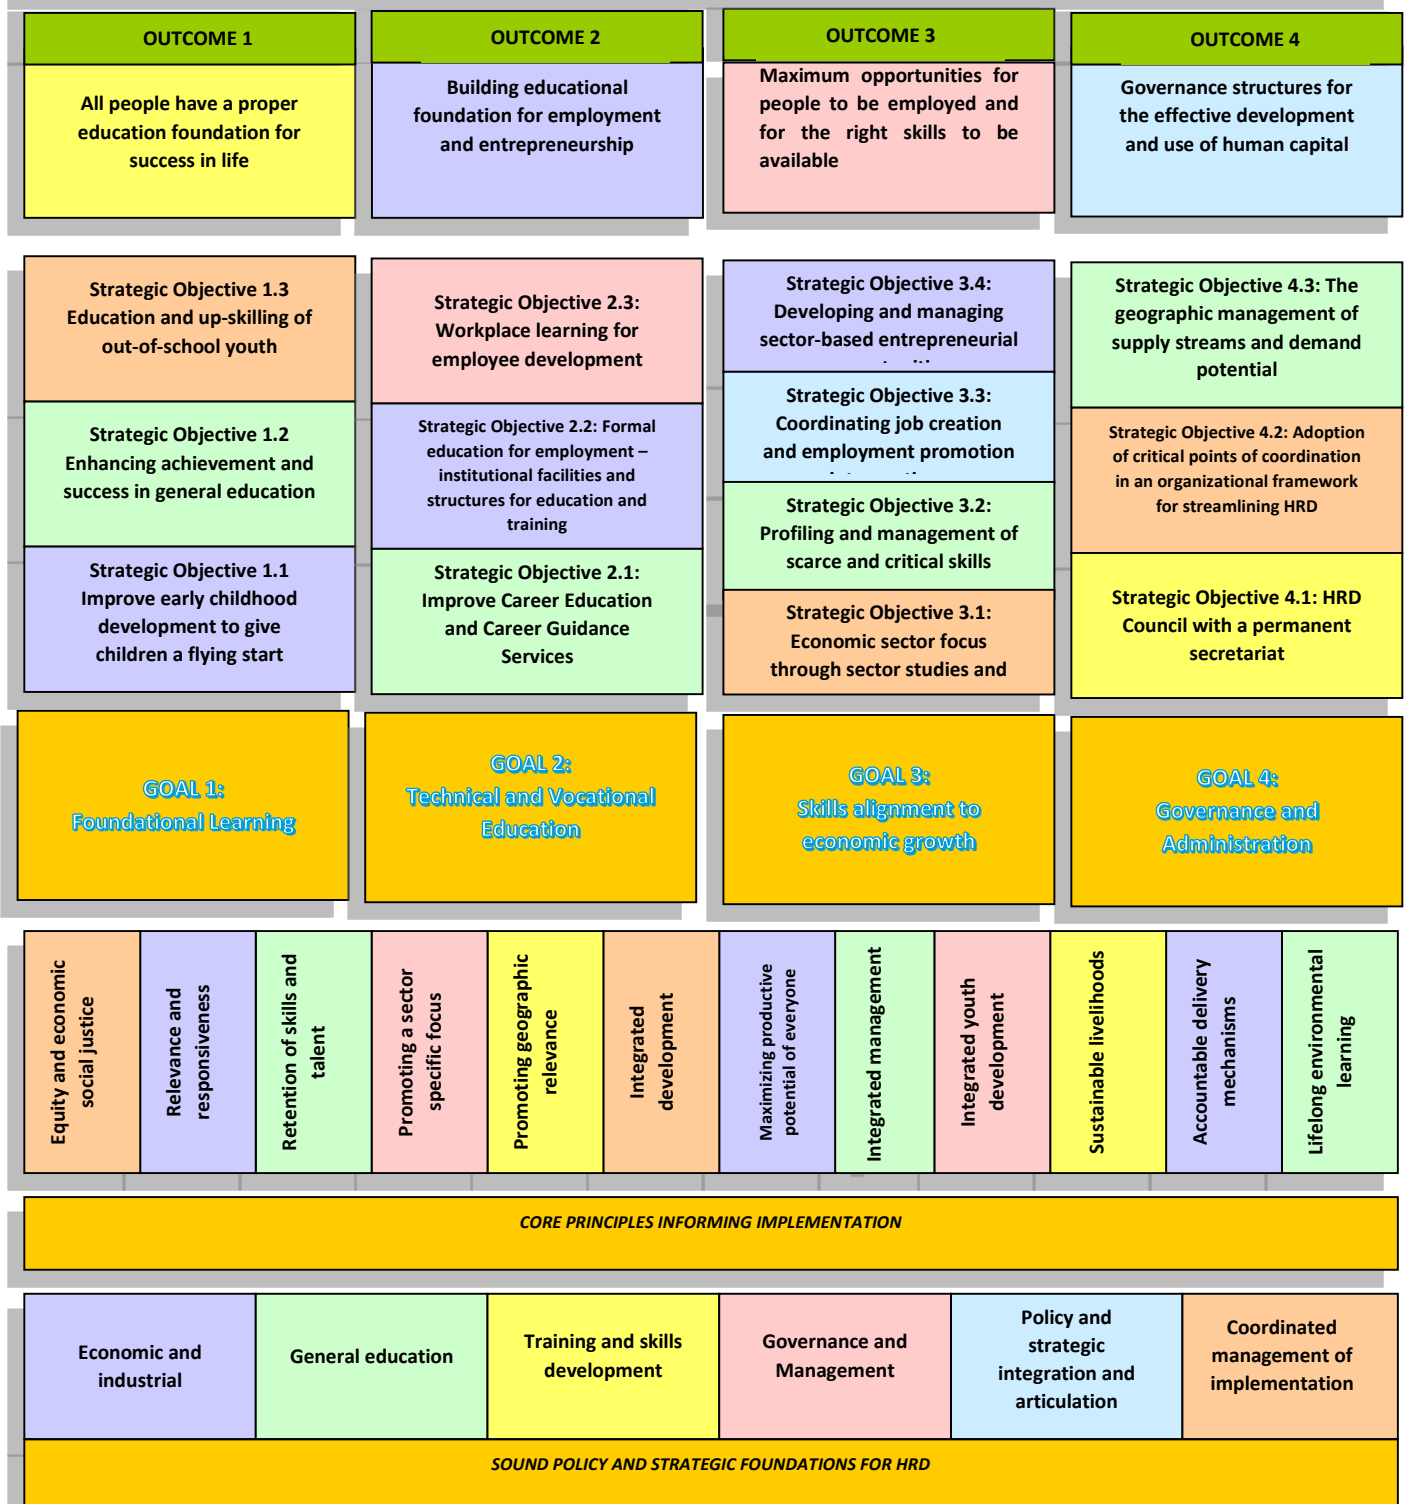 OUTCOME 1
All people have a proper
education foundation for
success in life
OUTCOME 2
Building educational
foundation for employment
and entrepreneurship
OUTCOME 3
Maximum opportunities for
people to be employed and
for the right skills to be
available
OUTCOME 4
Governance structures for
the effective development
and use of human capital
Strategic Objective 1.3
Education and up-skilling of
out-of-school youth
Strategic Objective 1.2
Enhancing achievement and
success in general education
Strategic Objective 1.1
Improve early childhood
development to give
children a flying start
Strategic Objective 2.3:
Workplace learning for
employee development
Strategic Objective 2.2: Formal
education for employment –
institutional facilities and
structures for education and
training
Strategic Objective 2.1:
Improve Career Education
and Career Guidance
Services
Strategic Objective 3.4:
Developing and managing
sector-based entrepreneurial
Strategic Objective 3.3:
Coordinating job creation
and employment promotion
Strategic Objective 3.2:
Profiling and management of
scarce and critical skills
Strategic Objective 3.1:
Economic sector focus
through sector studies and
Strategic Objective 4.3: The
geographic management of
supply streams and demand
potential
Strategic Objective 4.2: Adoption
of critical points of coordination
in an organizational framework
for streamlining HRD
Strategic Objective 4.1: HRD
Council with a permanent
secretariat
GOAL 1:
Foundational Learning
GOAL 2:
Technical and Vocational
Education
GOAL 3:
Skills alignment to
economic growth
GOAL 4:
Governance and
Administration
Equity and economic
social justice
Relevance and
responsiveness
Retention of skills and
talent
Promoting a sector
specific focus
Promoting geographic
relevance
Integrated
development
Maximizing productive
potential of everyone
Integrated management
Integrated youth
development
Sustainable livelihoods
Accountable delivery
mechanisms
Lifelong environmental
learning
CORE PRINCIPLES INFORMING IMPLEMENTATION
Economic and
industrial
General education
Training and skills
development
Governance and
Management
Policy and
strategic
integration and
articulation
Coordinated
management of
implementation
SOUND POLICY AND STRATEGIC FOUNDATIONS FOR HRD